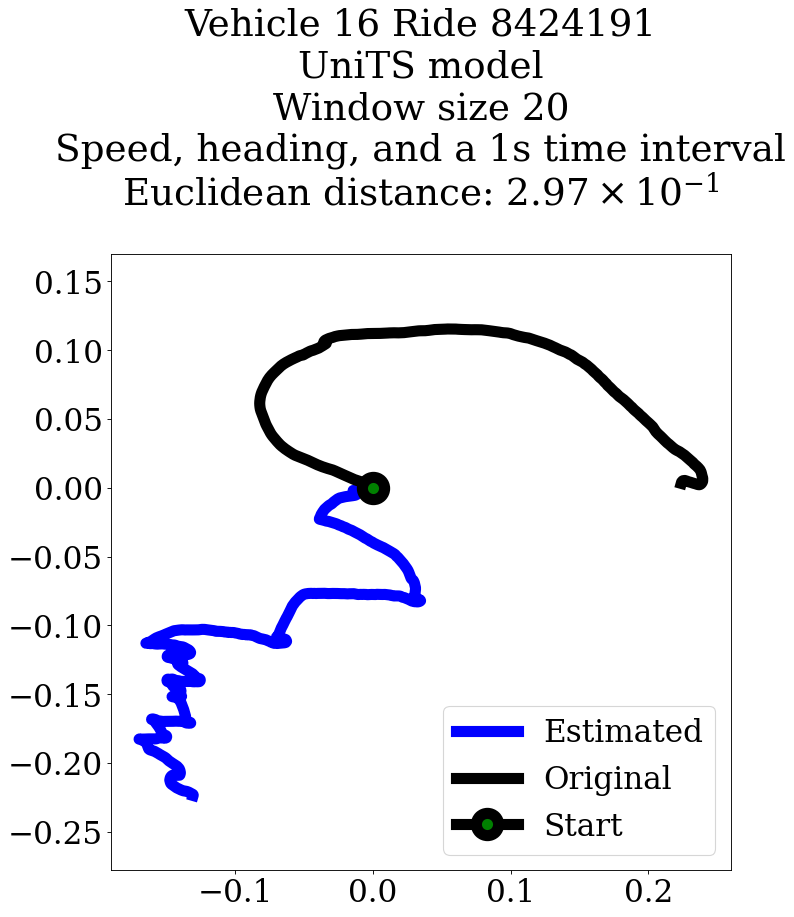 Vehicle 16 Ride 8424191
UniTS model
Window size 20
Speed, heading, and a 1s time interval
Euclidean distance: 2.97 × 10⁻¹
0.15
0.10
0.05
0.00
−0.05
−0.10
−0.15
−0.20
−0.25
Estimated
Original
Start
−0.1 0.0 0.1 0.2